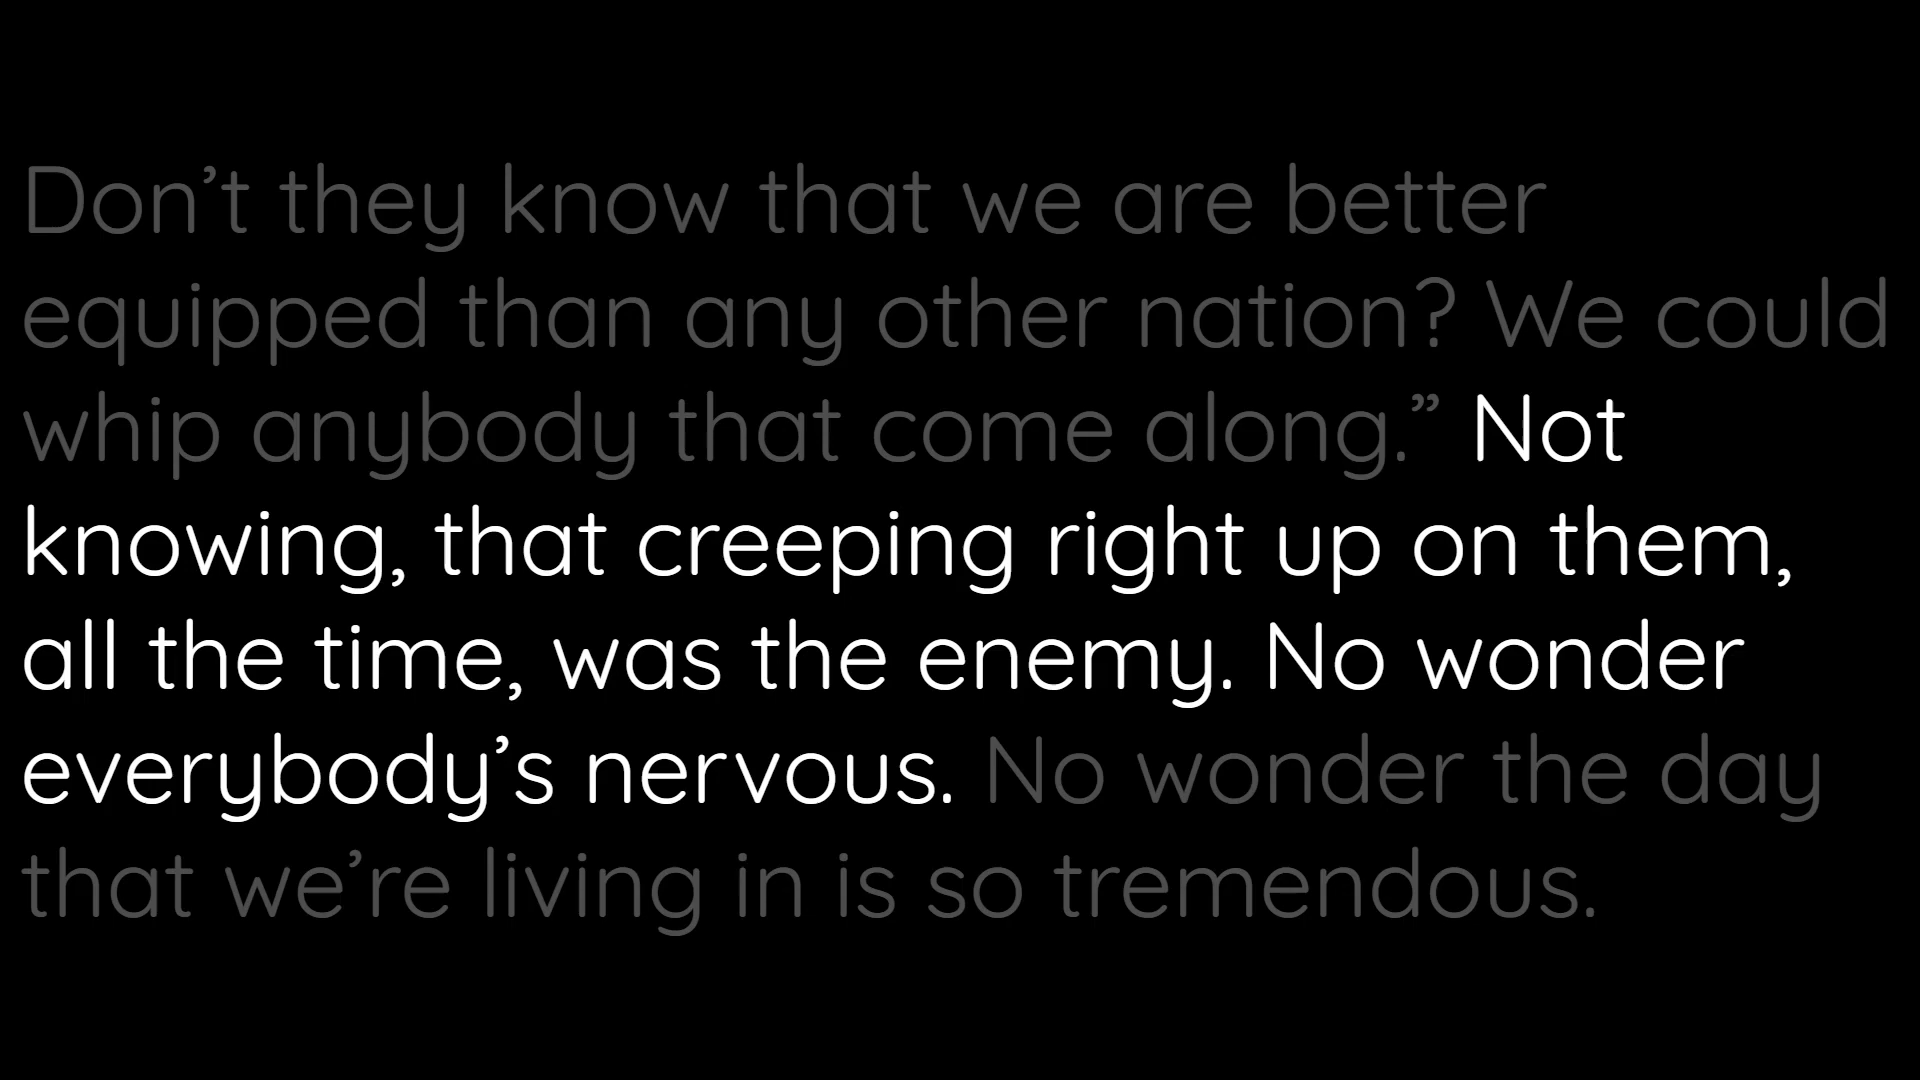 Don’t they know that we are better
equipped than any other nation? We could
whip anybody that come along.” Not
knowing, that creeping right up on them,
all the time, was the enemy. No wonder
everybody’s nervous. No wonder the day
that we’re living in is so tremendous.